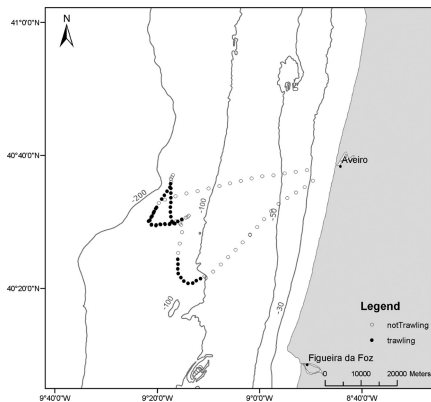 N
41°0'0"N
40°40'0"N
40°20'0"N
Aveiro
-200
-100
-50
-100
-30
Legend
notTrawling
trawling
Figueira da Foz
0 10000 20000 Meters
9°40'0"W 9°20'0"W 9°0'0"W 8°40'0"W